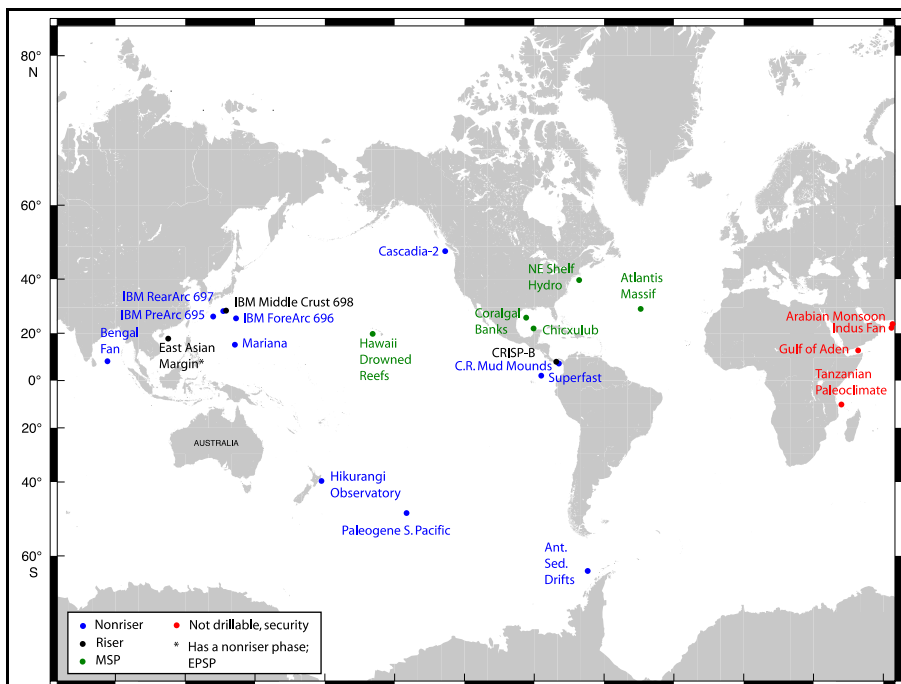 80°
N
60°
40°
20°
0°
20°
40°
60°
S
Cascadia-2
NE Shelf
Hydro
Atlantis
Massif
IBM RearArc 697
IBM Middle Crust 698
IBM PreArc 695
IBM ForeArc 696
Bengal
Fan
East Asian
Margin*
Mariana
Hawaii
Drowned
Reefs
Coralgal
Banks
Chicxulub
CRISP-B
C.R. Mud Mounds
Superfast
Arabian Monsoon
Indus Fan
Gulf of Aden
Tanzanian
Paleoclimate
AUSTRALIA
Hikurangi
Observatory
Paleogene S. Pacific
Ant.
Sed.
Drifts
Nonriser
Riser
MSP
Not drillable, security
* Has a nonriser phase;
EPSP